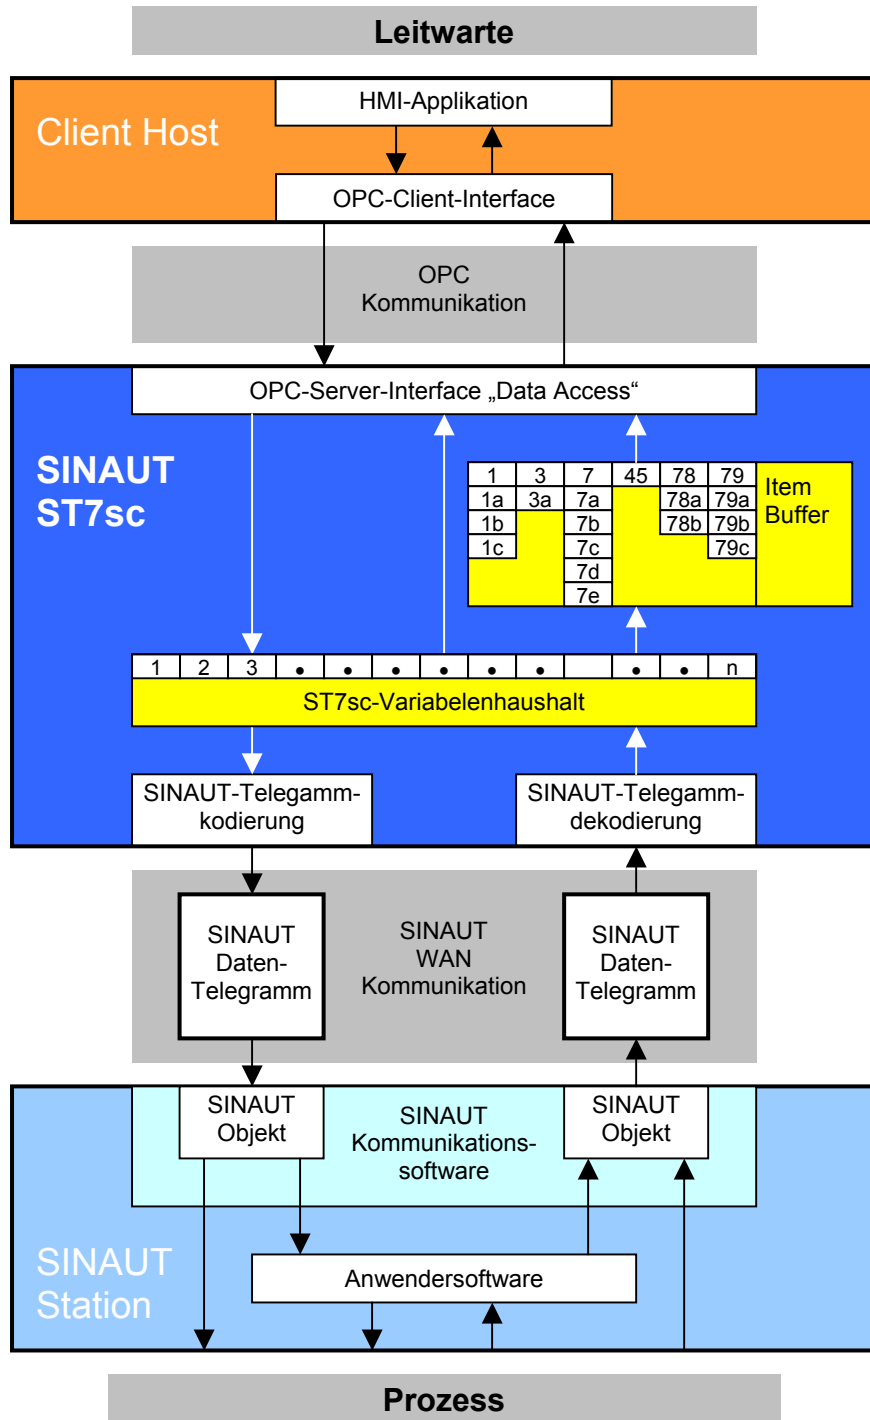 Leitwarte
Client Host
HMI-Applikation
OPC-Client-Interface
OPC
Kommunikation
OPC-Server-Interface „Data Access“
SINAUT
ST7sc
1 3 7 45 78 79
1a 3a 7a 78a 79a
1b 7b 78b 79b
1c 7c 79c
7d
7e
Item
Buffer
1 2 3 • • • • • • • • n
ST7sc-Variabelenhaushalt
SINAUT-Telegamm-
kodierung
SINAUT-Telegamm-
dekodierung
SINAUT
Daten-
Telegramm
SINAUT
WAN
Kommunikation
SINAUT
Daten-
Telegramm
SINAUT
Objekt
SINAUT
Kommunikations-
software
SINAUT
Objekt
SINAUT
Station
Anwendersoftware
Prozess